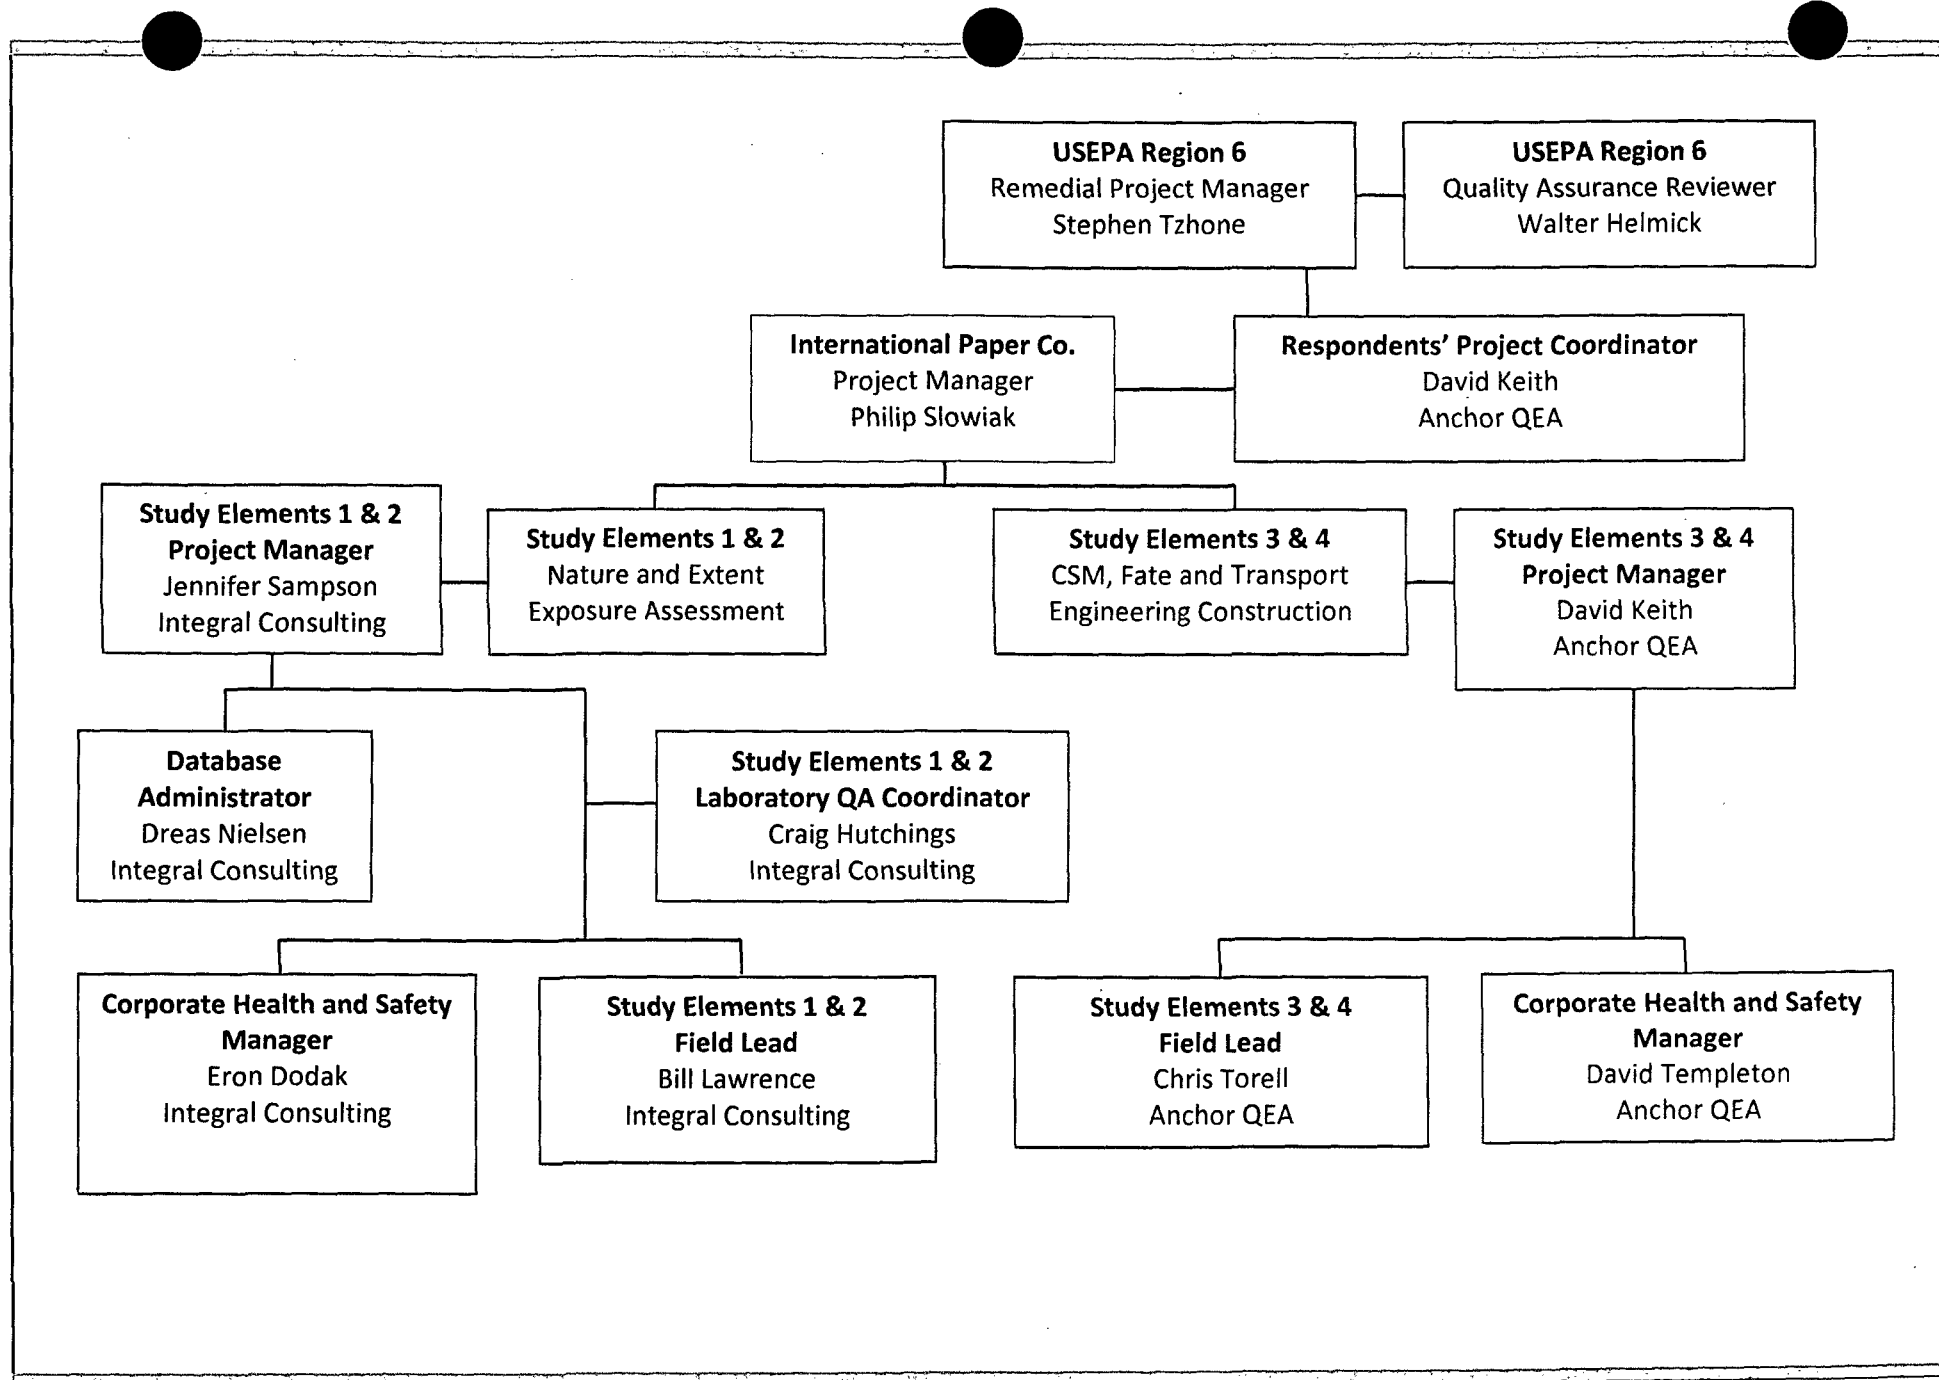 USEPA Region 6
Remedial Project Manager
Stephen Tzhone
USEPA Region 6
Quality Assurance Reviewer
Walter Helmick
International Paper Co.
Project Manager
Philip Slowiak
Respondents' Project Coordinator
David Keith
Anchor QEA
Study Elements 1 & 2
Project Manager
Jennifer Sampson
Integral Consulting
Study Elements 1 & 2
Nature and Extent
Exposure Assessment
Study Elements 3 & 4
CSM, Fate and Transport
Engineering Construction
Study Elements 3 & 4
Project Manager
David Keith
Anchor QEA
Database
Administrator
Dreas Nielsen
Integral Consulting
Study Elements 1 & 2
Laboratory QA Coordinator
Craig Hutchings
Integral Consulting
Corporate Health and Safety
Manager
Eron Dodak
Integral Consulting
Study Elements 1 & 2
Field Lead
Bill Lawrence
Integral Consulting
Study Elements 3 & 4
Field Lead
Chris Torell
Anchor QEA
Corporate Health and Safety
Manager
David Templeton
Anchor QEA